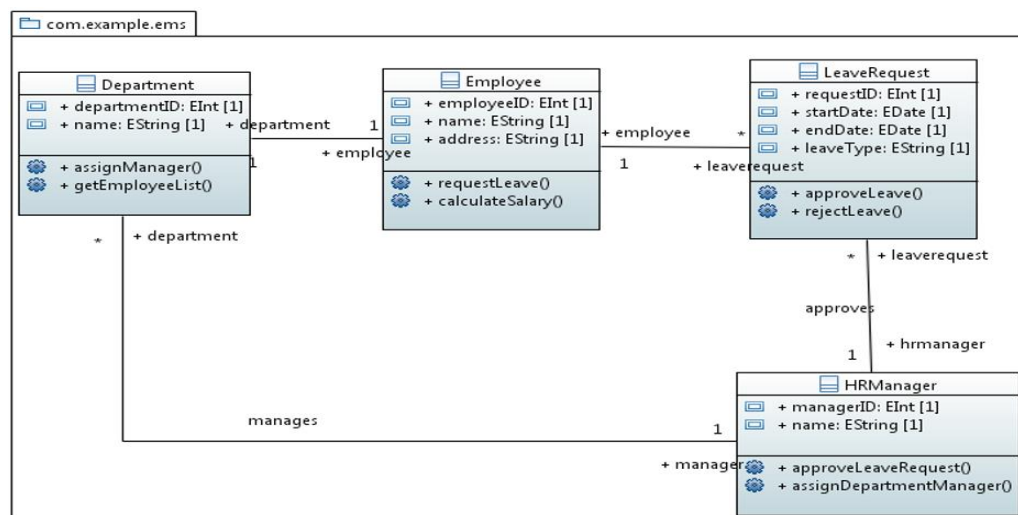 com.example.ems
Department
+ departmentID: EInt [1]
+ name: EString [1]
+ assignManager()
+ getEmployeeList()
+ department
1
1
+ employee
Employee
+ employeeID: EInt [1]
+ name: EString [1]
+ address: EString [1]
+ requestLeave()
+ calculateSalary()
+ employee
1
*
+ leaverequest
LeaveRequest
+ requestID: EInt [1]
+ startDate: EDate [1]
+ endDate: EDate [1]
+ leaveType: EString [1]
+ approveLeave()
+ rejectLeave()
*
+ department
*
+ leaverequest
approves
+ hrmanager
1
manages
1
+ manager
HRManager
+ managerID: EInt [1]
+ name: EString [1]
+ approveLeaveRequest()
+ assignDepartmentManager()